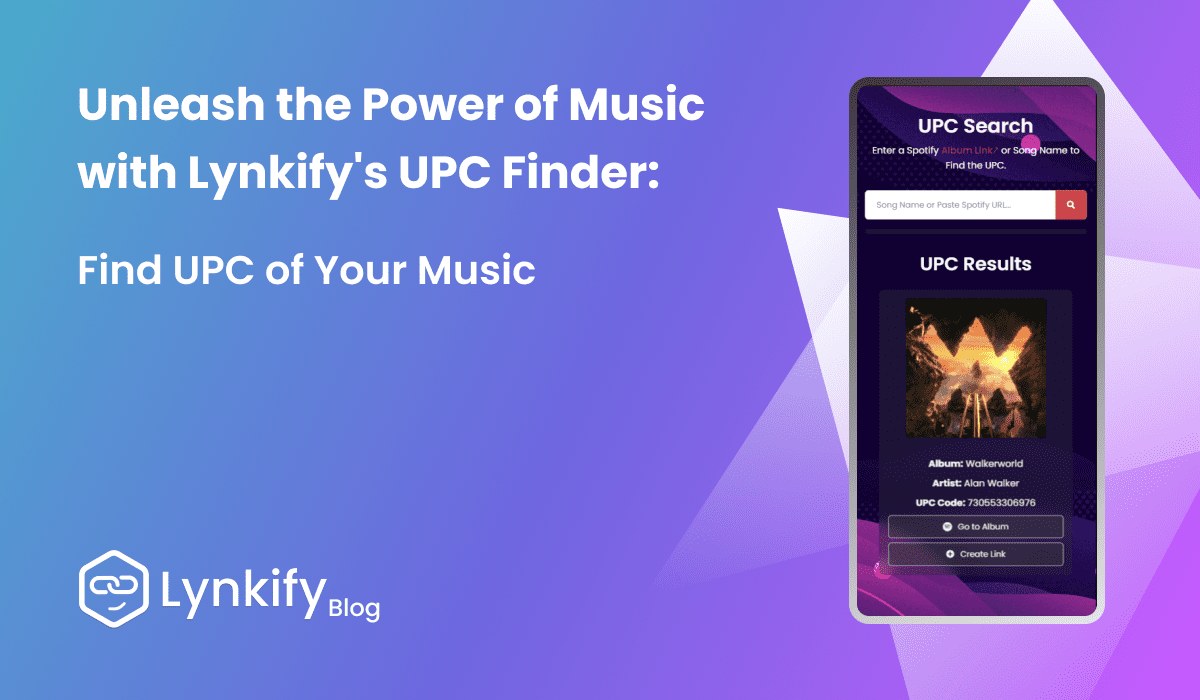 Unleash the Power of Music
with Lynkify's UPC Finder:
Find UPC of Your Music
Lynkify Blog
UPC Search
Enter a Spotify Album Link or Song Name to
Find the UPC.
Song Name or Paste Spotify URL...
UPC Results
Album: Walkerworld
Artist: Alan Walker
UPC Code: 730553306976
Go to Album
Create Link